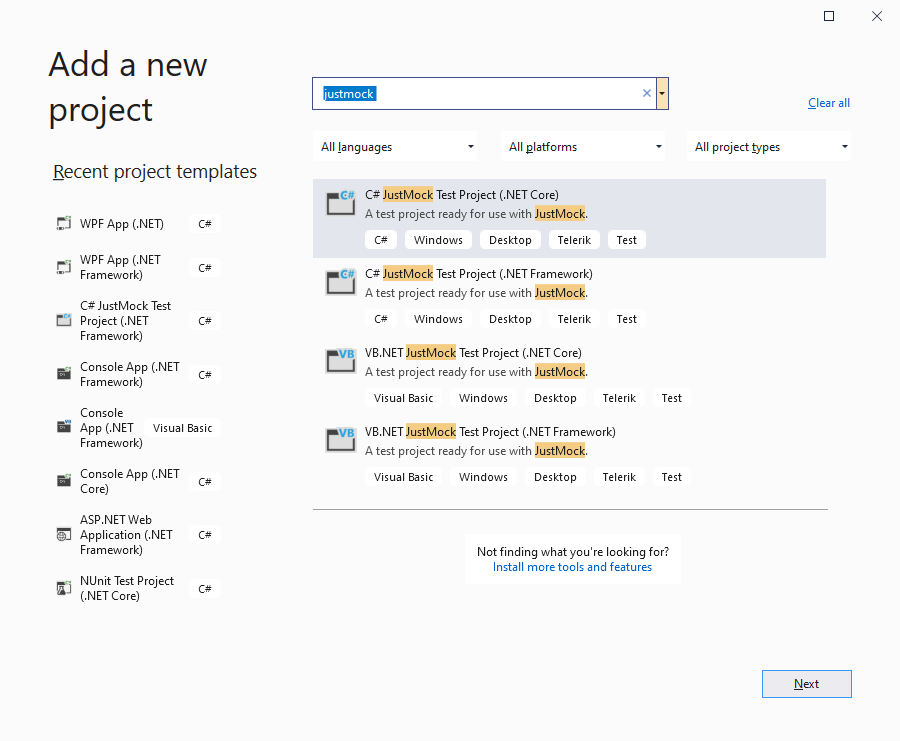 Add a new
project
justmock
Clear all
All languages
All platforms
All project types
Recent project templates
WPF App (.NET)
C#
WPF App (.NET
Framework)
C#
C# JustMock Test
Project (.NET
Framework)
C#
Console App (.NET
Framework)
C#
Console
App (.NET
Framework)
Visual Basic
Console App (.NET
Core)
C#
ASP.NET Web
Application (.NET
Framework)
C#
NUnit Test Project
(.NET Core)
C#
C#
C# JustMock Test Project (.NET Core)
A test project ready for use with JustMock.
C# Windows Desktop Telerik Test
C#
C# JustMock Test Project (.NET Framework)
A test project ready for use with JustMock.
C# Windows Desktop Telerik Test
VB
VB.NET JustMock Test Project (.NET Core)
A test project ready for use with JustMock.
Visual Basic Windows Desktop Telerik Test
VB
VB.NET JustMock Test Project (.NET Framework)
A test project ready for use with JustMock.
Visual Basic Windows Desktop Telerik Test
Not finding what you're looking for?
Install more tools and features
Next